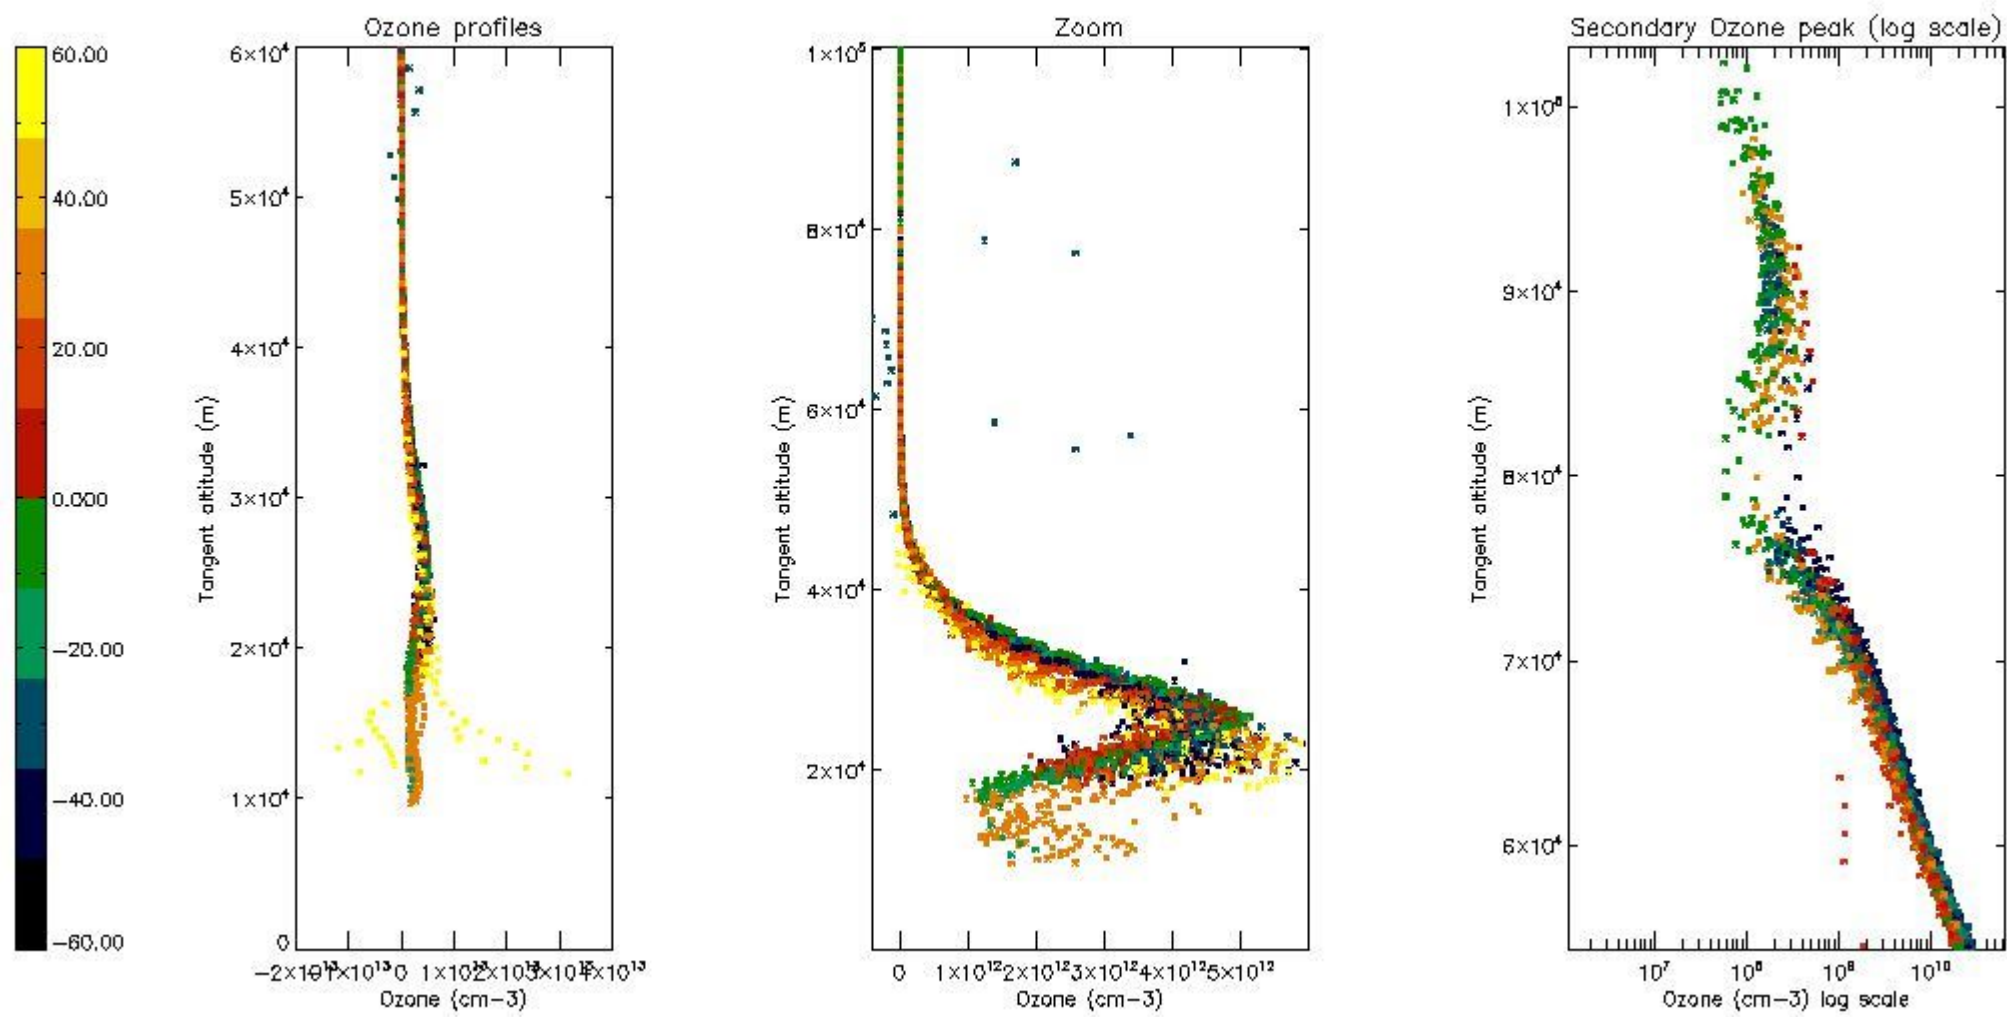 Ozone profiles
Zoom
Secondary Ozone peak (log scale)
60.00
40.00
20.00
0.000
-20.00
-40.00
-60.00
6×10⁴
5×10⁴
4×10⁴
3×10⁴
2×10⁴
1×10⁴
0
Tangent altitude (m)
0
Ozone (cm-3)
1×10⁵
8×10⁴
6×10⁴
4×10⁴
2×10⁴
Tangent altitude (m)
0 1×10¹² 2×10¹² 3×10¹² 4×10¹² 5×10¹²
Ozone (cm-3)
9×10⁴
8×10⁴
7×10⁴
6×10⁴
Tangent altitude (m)
10⁷ 10⁸ 10⁹ 10¹⁰
Ozone (cm-3) log scale